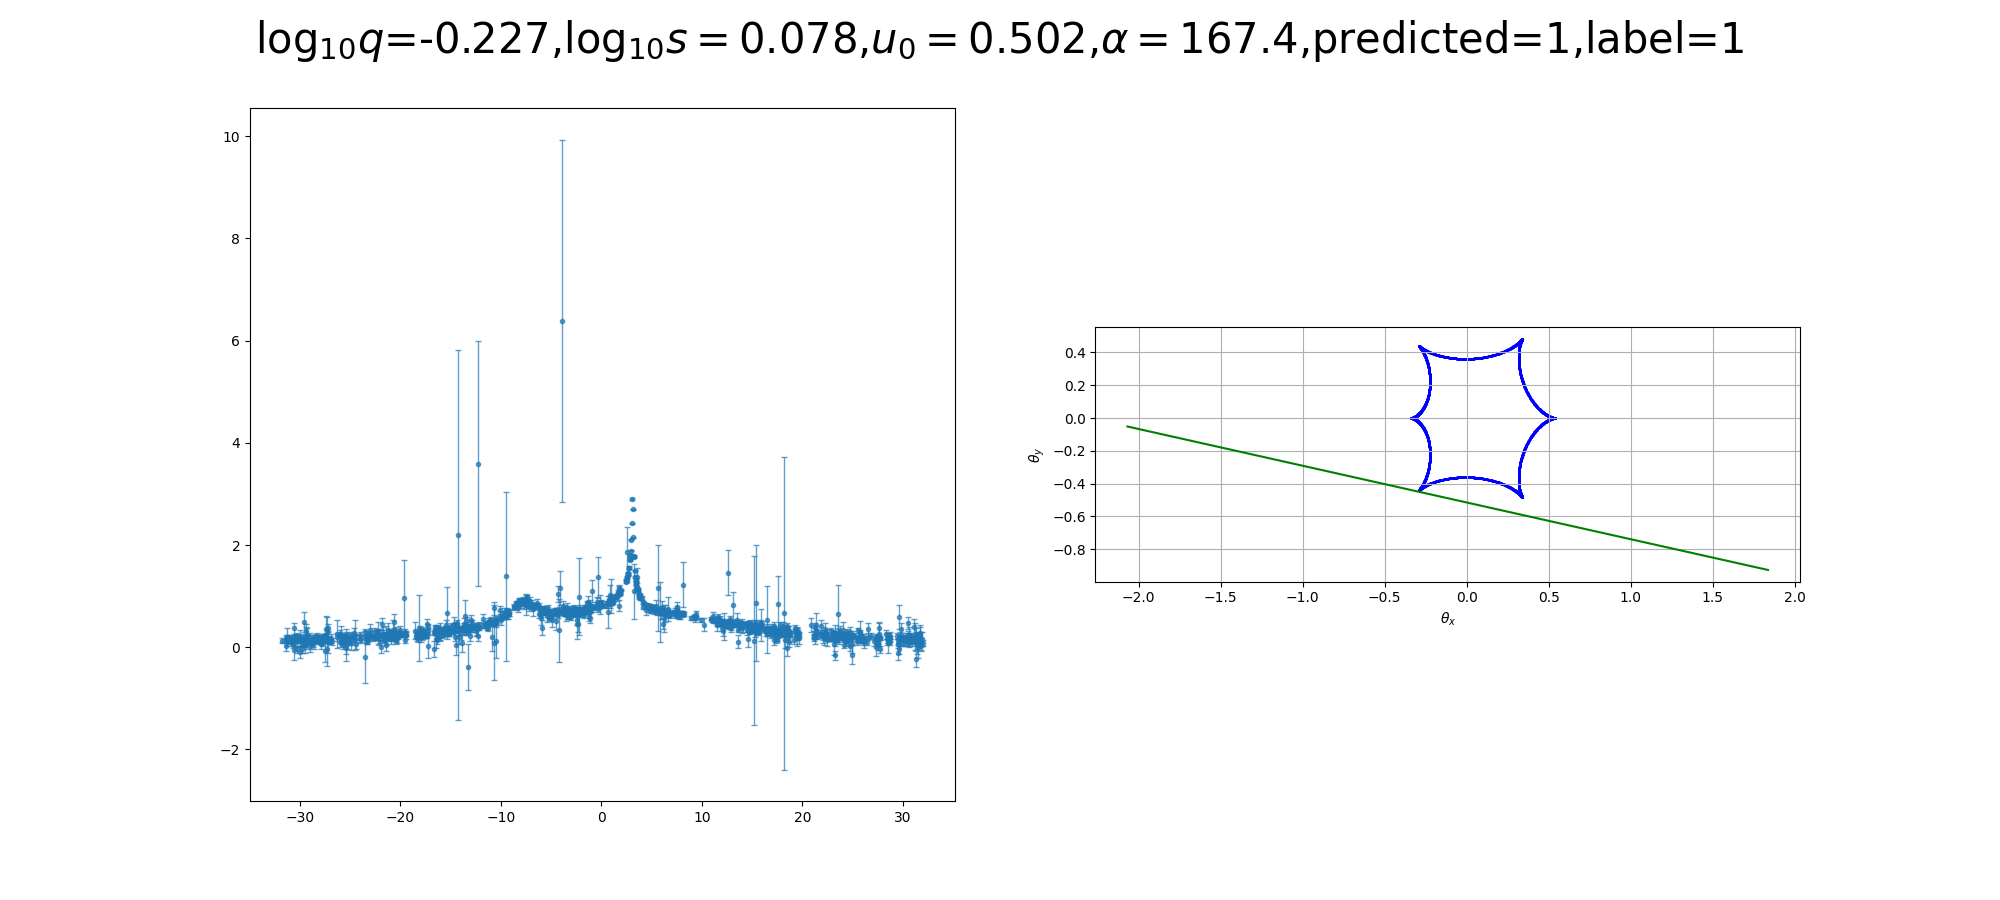 log₁₀q=-0.227,log₁₀s = 0.078,u₀ = 0.502,α = 167.4,predicted=1,label=1
10
8
6
4
2
0
−2
−30 −20 −10 0 10 20 30
0.4
0.2
0.0
−0.2
−0.4
−0.6
−0.8
θy
−2.0 −1.5 −1.0 −0.5 0.0 0.5 1.0 1.5 2.0
θx